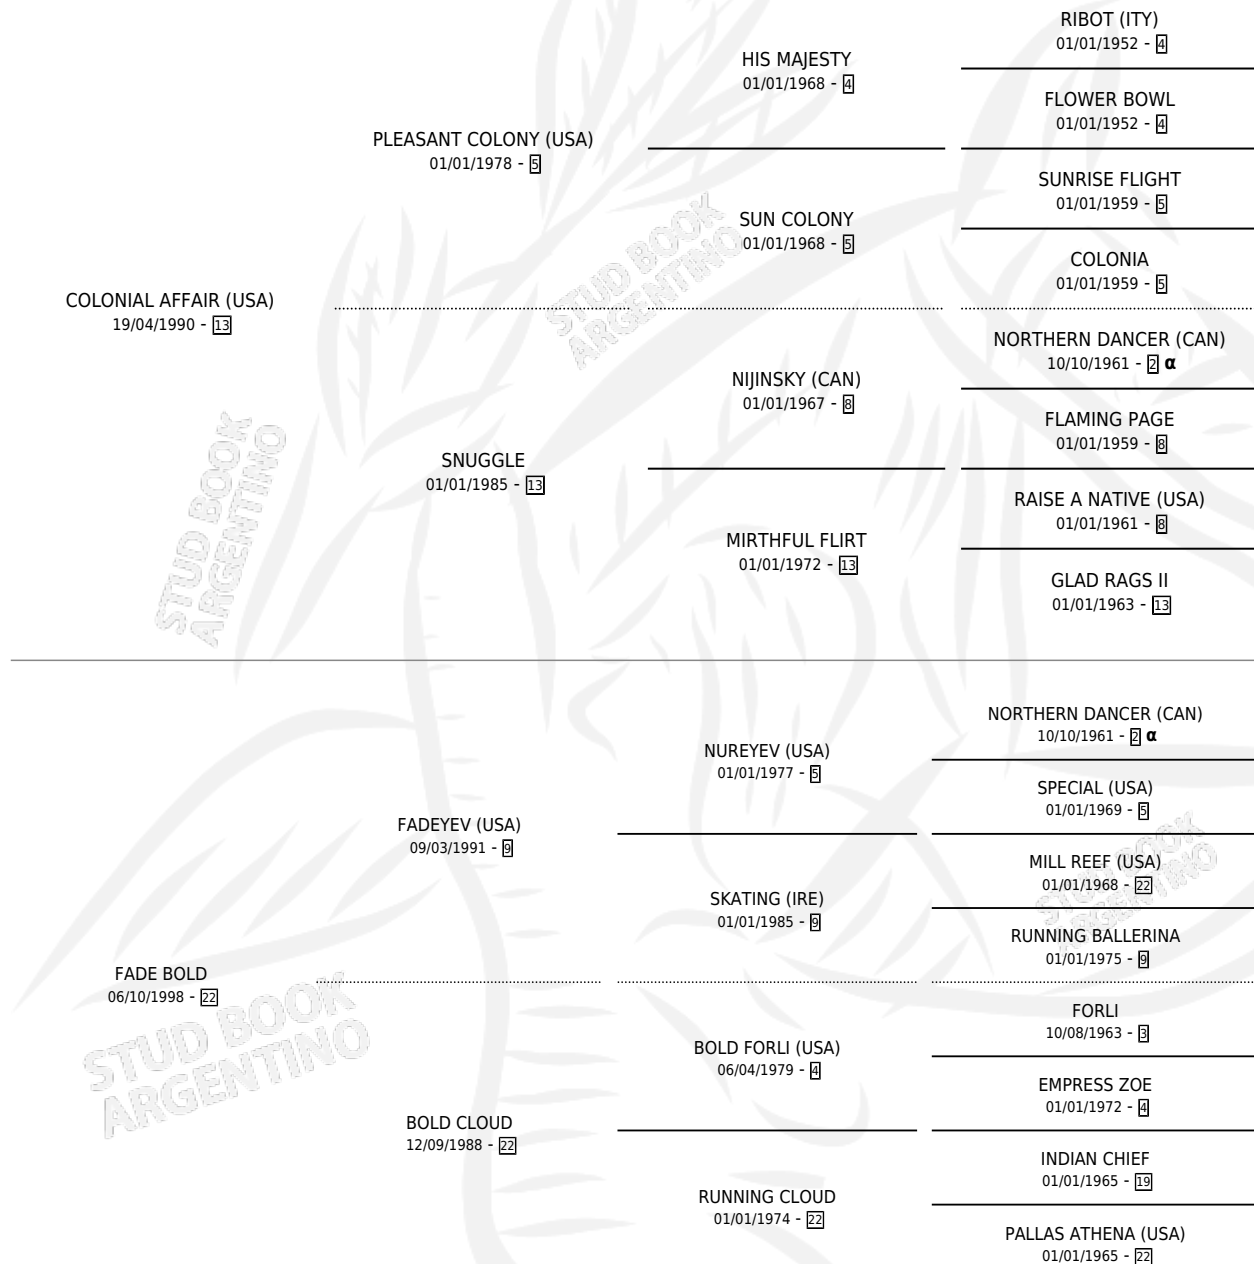 RIBOT (ITY)
01/01/1952 - 4
HIS MAJESTY
01/01/1968 - 4
FLOWER BOWL
01/01/1952 - 4
PLEASANT COLONY (USA)
01/01/1978 - 5
SUNRISE FLIGHT
01/01/1959 - 5
SUN COLONY
01/01/1968 - 5
COLONIA
01/01/1959 - 5
COLONIAL AFFAIR (USA)
19/04/1990 - 13
NORTHERN DANCER (CAN)
10/10/1961 - 2 α
NIJINSKY (CAN)
01/01/1967 - 8
FLAMING PAGE
01/01/1959 - 8
SNUGGLE
01/01/1985 - 13
RAISE A NATIVE (USA)
01/01/1961 - 8
MIRTHFUL FLIRT
01/01/1972 - 13
GLAD RAGS II
01/01/1963 - 13
NORTHERN DANCER (CAN)
10/10/1961 - 2 α
NUREYEV (USA)
01/01/1977 - 5
SPECIAL (USA)
01/01/1969 - 5
FADEYEV (USA)
09/03/1991 - 9
MILL REEF (USA)
01/01/1968 - 22
SKATING (IRE)
01/01/1985 - 9
RUNNING BALLERINA
01/01/1975 - 9
FADE BOLD
06/10/1998 - 22
FORLI
10/08/1963 - 3
BOLD FORLI (USA)
06/04/1979 - 4
EMPRESS ZOE
01/01/1972 - 4
BOLD CLOUD
12/09/1988 - 22
INDIAN CHIEF
01/01/1965 - 19
RUNNING CLOUD
01/01/1974 - 22
PALLAS ATHENA (USA)
01/01/1965 - 22
STUD BOOK
ARGENTINO
STUD BOOK
ARGENTINO
STUD BOOK
ARGENTINO
STUD BOOK
ARGENTINO